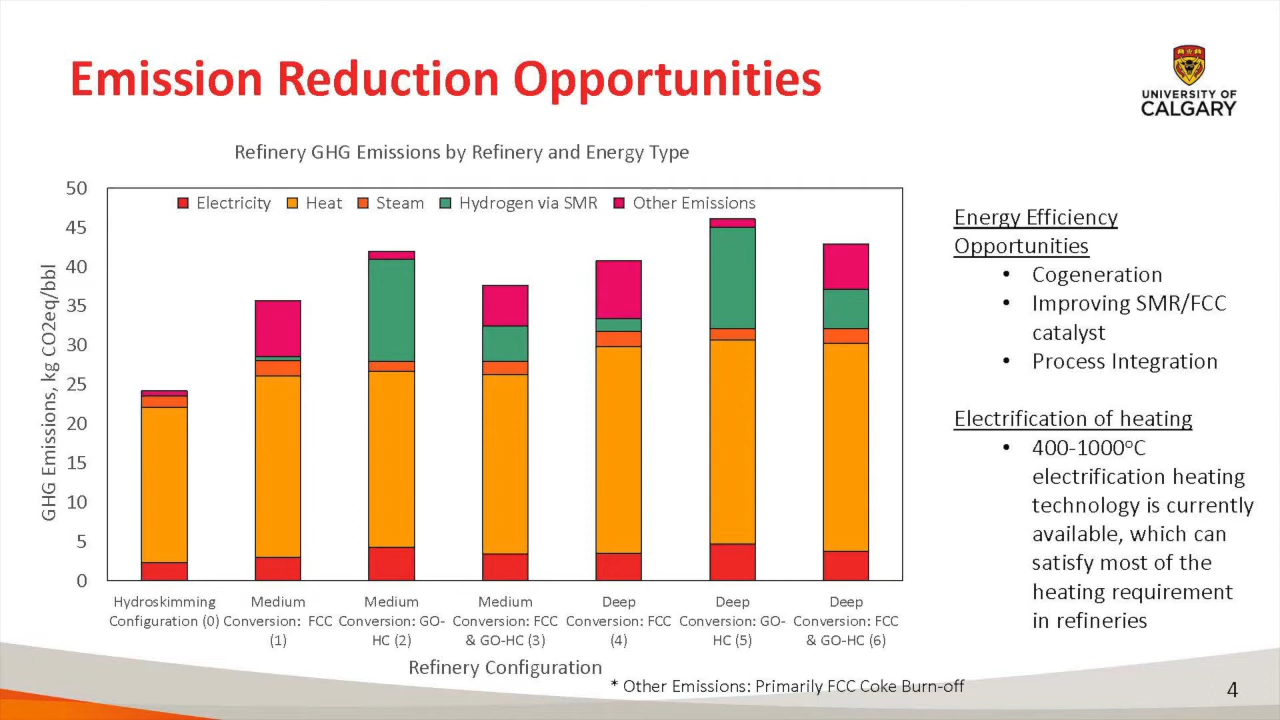 Emission Reduction Opportunities
UNIVERSITY OF
CALGARY
Refinery GHG Emissions by Refinery and Energy Type
Electricity Heat Steam Hydrogen via SMR Other Emissions
GHG Emissions, kg CO2eq/bbl
50
45
40
35
30
25
20
15
10
5
0
Hydroskimming
Configuration (0)
Medium
Conversion: FCC
(1)
Medium
Conversion: GO-
HC (2)
Medium
Conversion: FCC
& GO-HC (3)
Deep
Conversion: FCC
(4)
Deep
Conversion: GO-
HC (5)
Deep
Conversion: FCC
& GO-HC (6)
Refinery Configuration
* Other Emissions: Primarily FCC Coke Burn-off
Energy Efficiency
Opportunities
• Cogeneration
• Improving SMR/FCC
catalyst
• Process Integration
Electrification of heating
• 400-1000°C
electrification heating
technology is currently
available, which can
satisfy most of the
heating requirement
in refineries
4